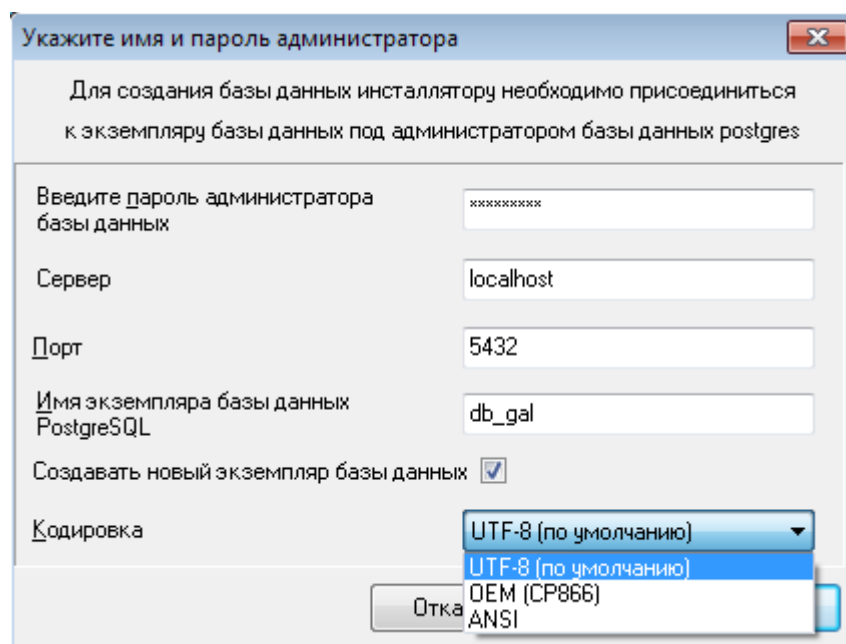 Укажите имя и пароль администратора
Для создания базы данных инсталлятору необходимо присоединиться
к экземпляру базы данных под администратором базы данных postgres
Введите пароль администратора
базы данных
×××××××××
Сервер
localhost
Порт
5432
Имя экземпляра базы данных
PostgreSQL
db_gal
Создавать новый экземпляр базы данных
Кодировка
UTF-8 (по умолчанию)
UTF-8 (по умолчанию)
OEM (CP866)
ANSI
Отка